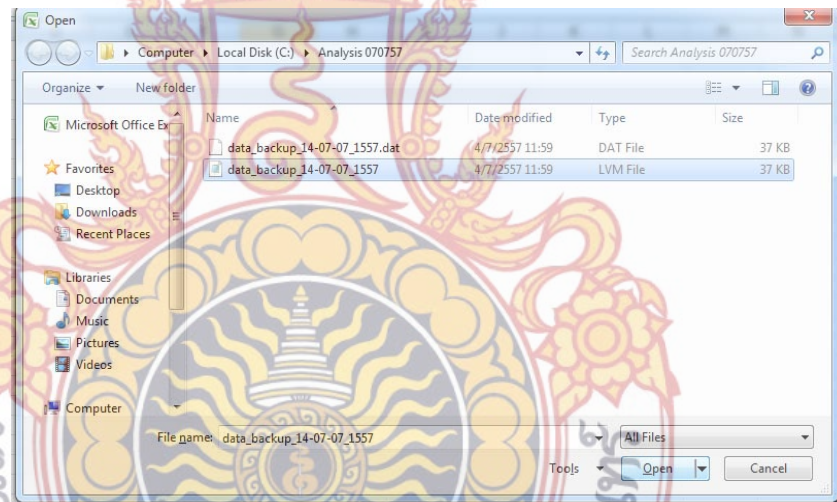 Open
Computer ▸ Local Disk (C:) ▸ Analysis 070757
Search Analysis 070757
Organize
New folder
Microsoft Office Ex
Name
Date modified
Type
Size
data_backup_14-07-07_1557.dat
4/7/2557 11:59
DAT File
37 KB
data_backup_14-07-07_1557
4/7/2557 11:59
LVM File
37 KB
Favorites
Desktop
Downloads
Recent Places
Libraries
Documents
Music
Pictures
Videos
Computer
File name: data_backup_14-07-07_1557
All Files
Tools
Open
Cancel